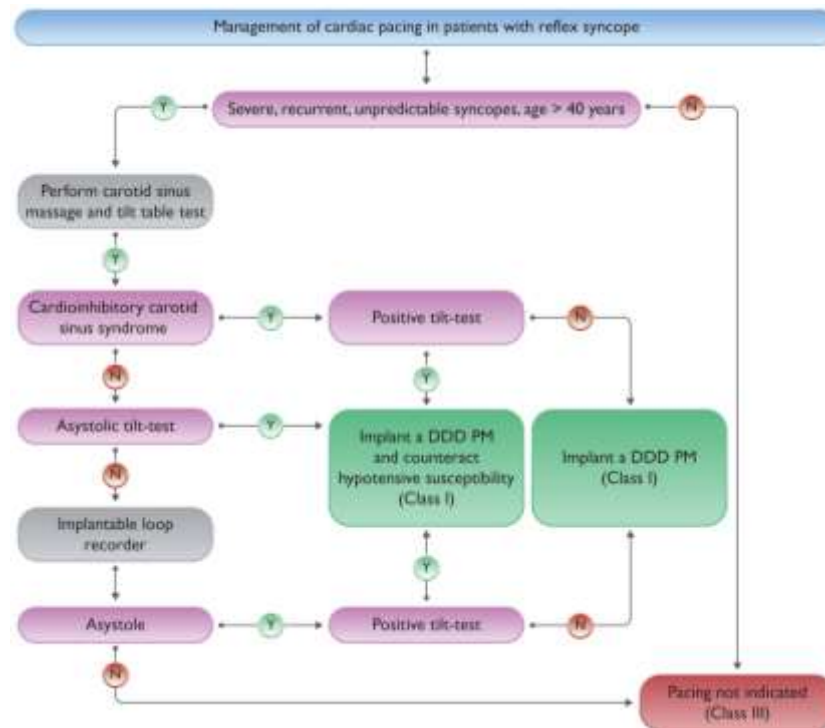 Management of cardiac pacing in patients with reflex syncope
Y
Severe, recurrent, unpredictable syncopes, age > 40 years
N
Perform carotid sinus
massage and tilt table test
Y
Cardioinhibitory carotid
sinus syndrome
Y
Positive tilt-test
N
N
Y
Asystolic tilt-test
Y
Implant a DDD PM
and counteract
hypotensive susceptibility
(Class I)
Implant a DDD PM
(Class I)
N
Implantable loop
recorder
Y
Asystole
Y
Positive tilt-test
N
N
Pacing not indicated
(Class III)